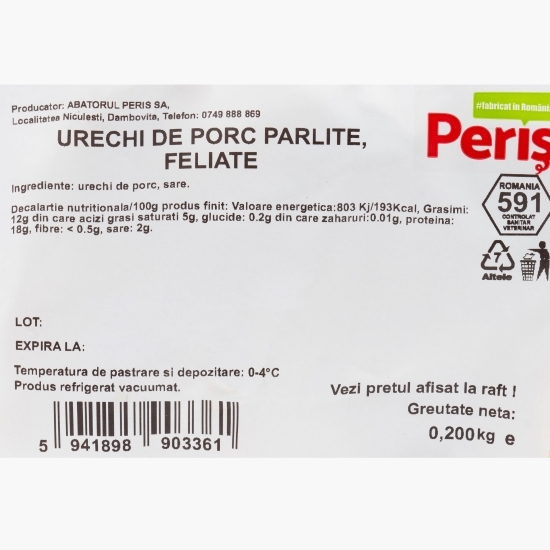 Producator: ABATORUL PERIS SA,
Localitatea Niculesti, Dambovita, Telefon: 0749 888 869
#fabricat in Români
Periș
URECHI DE PORC PARLITE,
FELIATE
Ingrediente: urechi de porc, sare.
Decalartie nutritionala/100g produs finit: Valoare energetica:803 Kj/193Kcal, Grasimi:
12g din care acizi grasi saturati 5g, glucide: 0.2g din care zaharuri:0.01g, proteina:
18g, fibre: < 0.5g, sare: 2g.
ROMANIA
591
CONTROLAT
SANITAR
VETERINAR
7
Altele
LOT:
EXPIRA LA:
Temperatura de pastrare si depozitare: 0-4°C
Produs refrigerat vacuumat.
Vezi pretul afisat la raft !
Greutate neta:
0,200kg e
5 941898 903361